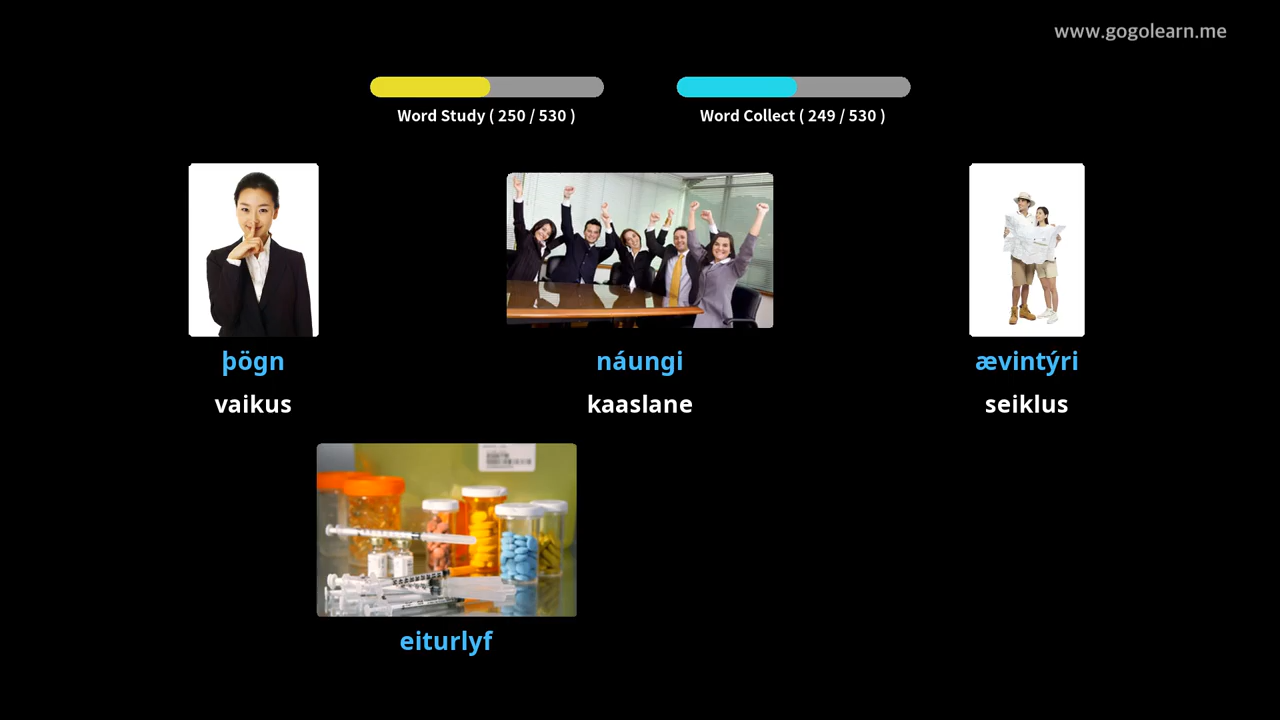 www.gogolearn.me
Word Study ( 250 / 530 )
Word Collect ( 249 / 530 )
þögn
náungi
ævintýri
vaikus
kaaslane
seiklus
eiturlyf